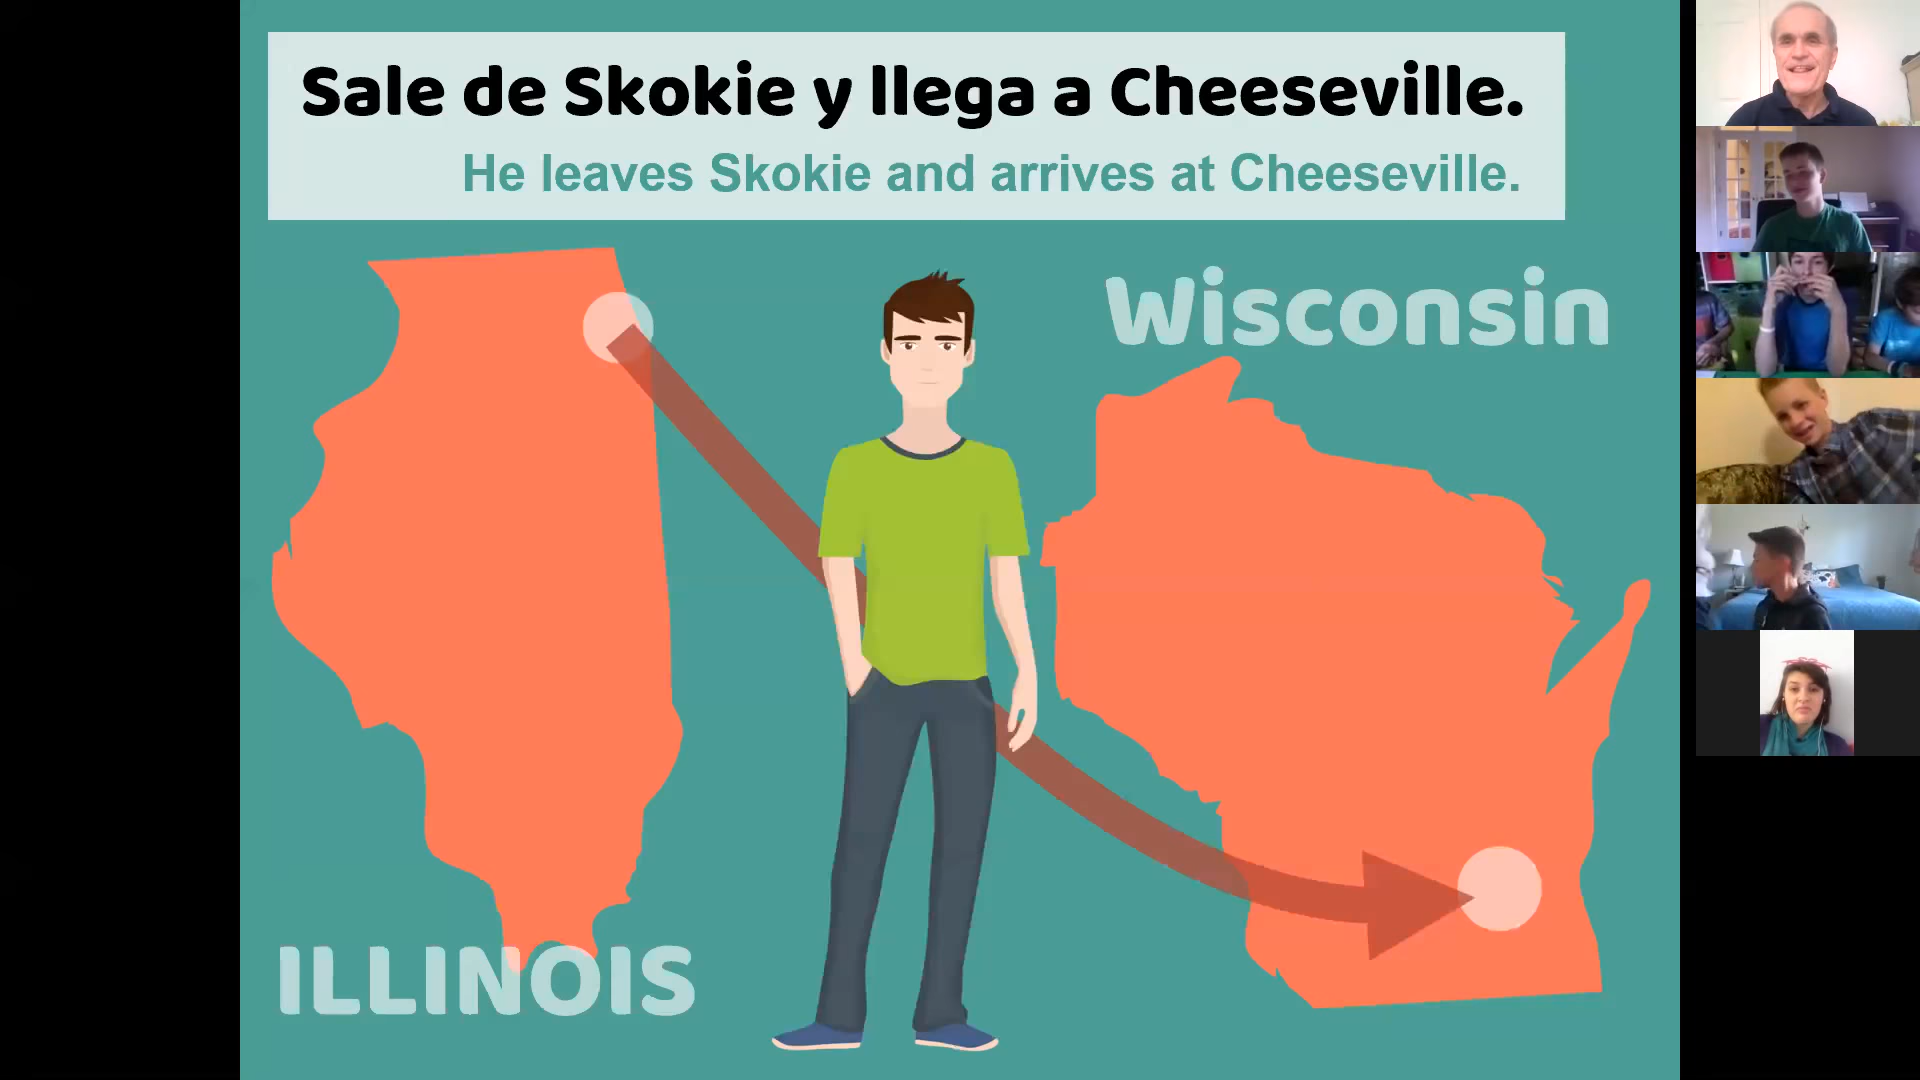 Sale de Skokie y llega a Cheeseville.
He leaves Skokie and arrives at Cheeseville.
Wisconsin
ILLINOIS